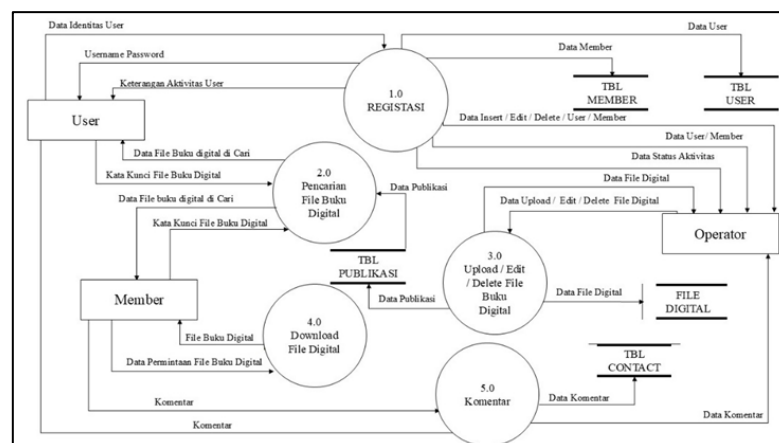 Data Identitas User
Data User
Username Password
Data Member
Keterangan Aktivitas User
1.0
REGISTASI
TBL
MEMBER
TBL
USER
User
Data Insert / Edit / Delete / User / Member
Data User/ Member
Data Status Aktivitas
Data File Buku digital di Cari
Kata Kunci File Buku Digital
2.0
Pencarian
File Buku
Digital
Data Publikasi
Data File Digital
Data Upload / Edit / Delete File Digital
Data File buku digital di Cari
Kata Kunci File Buku Digital
Operator
TBL
PUBLIKASI
3.0
Upload / Edit
/ Delete File
Buku
Digital
Member
Data Publikasi
Data File Digital
FILE
DIGITAL
4.0
Download
File Digital
File Buku Digital
Data Permintaan File Buku Digital
TBL
CONTACT
5.0
Komentar
Komentar
Data Komentar
Data Komentar
Komentar